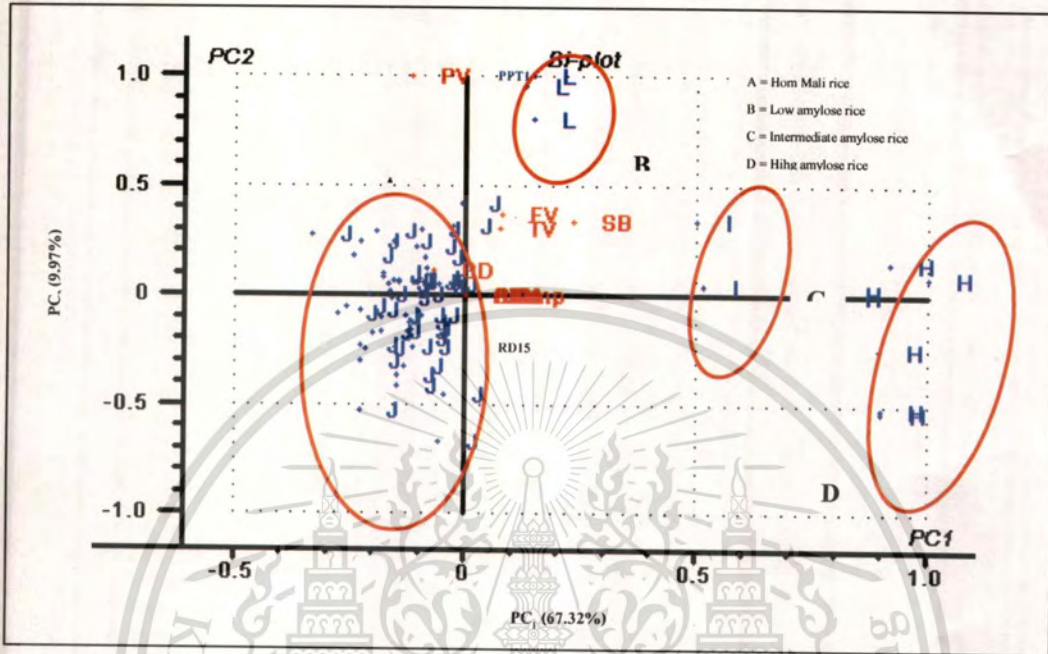 PC2
Bi-plot
1.0
PV
PPT1
L
L
L
A = Hom Mali rice
B = Low amylose rice
C = Intermediate amylose rice
D = Hihg amylose rice
B
0.5
J
J
FV
TV
SB
I
BD
I
H
H
H
H
H
0
C
RD15
-0.5
D
-1.0
PC1
-0.5
0
0.5
1.0
PC1 (67.32%)
(9.97%)